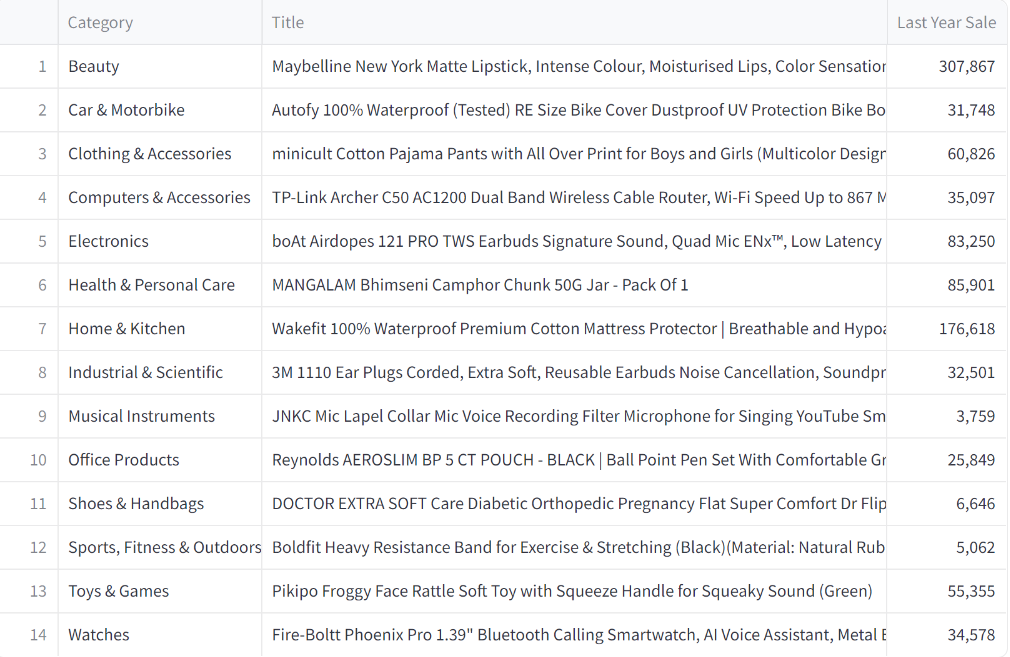 Category Title Last Year Sale
1 Beauty Maybelline New York Matte Lipstick, Intense Colour, Moisturised Lips, Color Sensation 307,867
2 Car & Motorbike Autofy 100% Waterproof (Tested) RE Size Bike Cover Dustproof UV Protection Bike Bo 31,748
3 Clothing & Accessories minicult Cotton Pajama Pants with All Over Print for Boys and Girls (Multicolor Design 60,826
4 Computers & Accessories TP-Link Archer C50 AC1200 Dual Band Wireless Cable Router, Wi-Fi Speed Up to 867 M 35,097
5 Electronics boAt Airdopes 121 PRO TWS Earbuds Signature Sound, Quad Mic ENx™, Low Latency 83,250
6 Health & Personal Care MANGALAM Bhimseni Camphor Chunk 50G Jar - Pack Of 1 85,901
7 Home & Kitchen Wakefit 100% Waterproof Premium Cotton Mattress Protector | Breathable and Hypoa 176,618
8 Industrial & Scientific 3M 1110 Ear Plugs Corded, Extra Soft, Reusable Earbuds Noise Cancellation, Soundpr 32,501
9 Musical Instruments JNKC Mic Lapel Collar Mic Voice Recording Filter Microphone for Singing YouTube Sm 3,759
10 Office Products Reynolds AEROSLIM BP 5 CT POUCH - BLACK | Ball Point Pen Set With Comfortable Gr 25,849
11 Shoes & Handbags DOCTOR EXTRA SOFT Care Diabetic Orthopedic Pregnancy Flat Super Comfort Dr Flip 6,646
12 Sports, Fitness & Outdoors Boldfit Heavy Resistance Band for Exercise & Stretching (Black)(Material: Natural Rub 5,062
13 Toys & Games Pikipo Froggy Face Rattle Soft Toy with Squeeze Handle for Squeaky Sound (Green) 55,355
14 Watches Fire-Boltt Phoenix Pro 1.39" Bluetooth Calling Smartwatch, AI Voice Assistant, Metal B 34,578